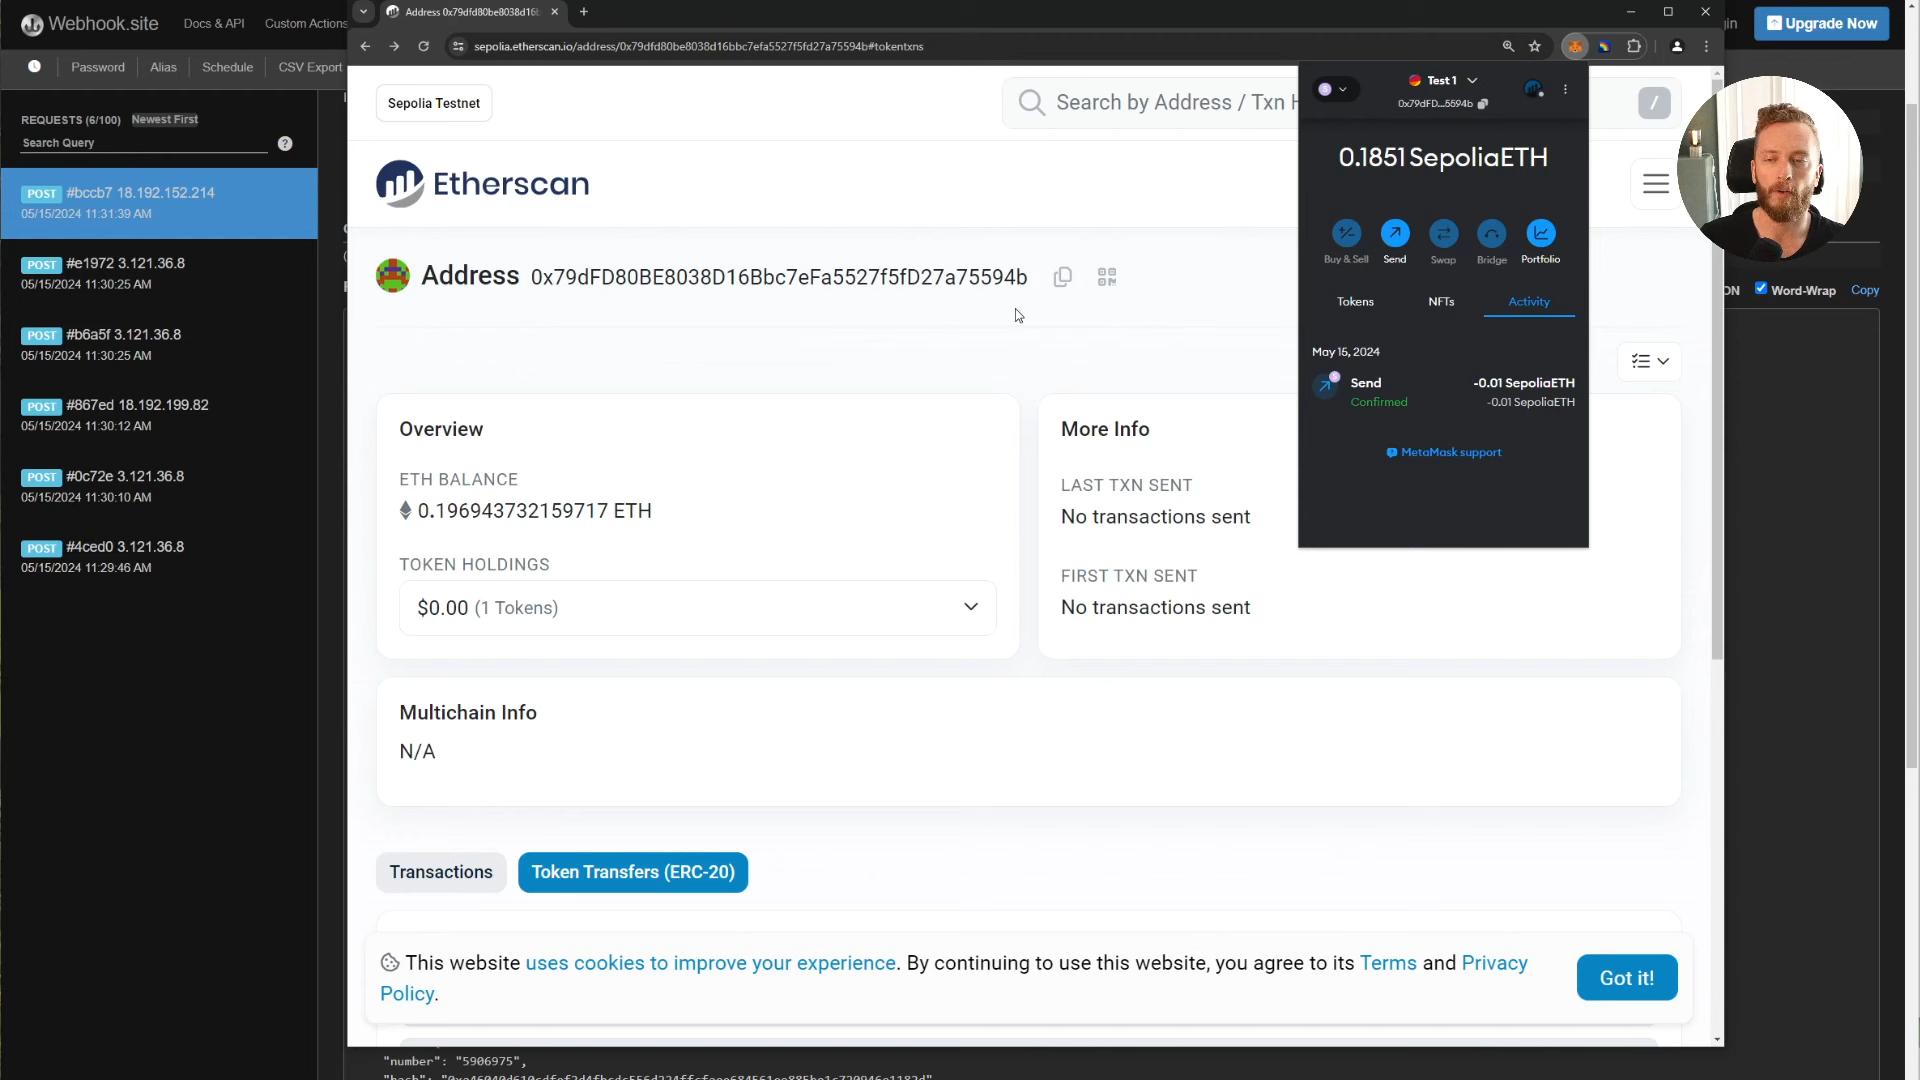 Webhook.site
Docs & API
Custom Actions
Upgrade Now
Password
Alias
Schedule
CSV Export
REQUESTS (6/100) Newest First
Search Query
?
POST #bccb7 18.192.152.214
05/15/2024 11:31:39 AM
POST #e1972 3.121.36.8
05/15/2024 11:30:25 AM
POST #b6a5f 3.121.36.8
05/15/2024 11:30:25 AM
POST #867ed 18.192.199.82
05/15/2024 11:30:12 AM
POST #0c72e 3.121.36.8
05/15/2024 11:30:10 AM
POST #4ced0 3.121.36.8
05/15/2024 11:29:46 AM
Address 0x79dfd80be8038d16b
sepolia.etherscan.io/address/0x79dfd80be8038d16bbc7efa5527f5fd27a75594b#tokentxns
Sepolia Testnet
Search by Address / Txn H
/
Etherscan
Address 0x79dFD80BE8038D16Bbc7eFa5527f5fD27a75594b
Overview
ETH BALANCE
0.196943732159717 ETH
TOKEN HOLDINGS
$0.00 (1 Tokens)
More Info
LAST TXN SENT
No transactions sent
FIRST TXN SENT
No transactions sent
Multichain Info
N/A
Transactions
Token Transfers (ERC-20)
This website uses cookies to improve your experience. By continuing to use this website, you agree to its Terms and Privacy
Policy.
Got it!
S
Test 1
0x79dFD...5594b
0.1851 SepoliaETH
Buy & Sell
Send
Swap
Bridge
Portfolio
Tokens
NFTs
Activity
May 15, 2024
Send
-0.01 SepoliaETH
Confirmed
-0.01 SepoliaETH
MetaMask support
Word-Wrap
Copy
"number": "5906975",